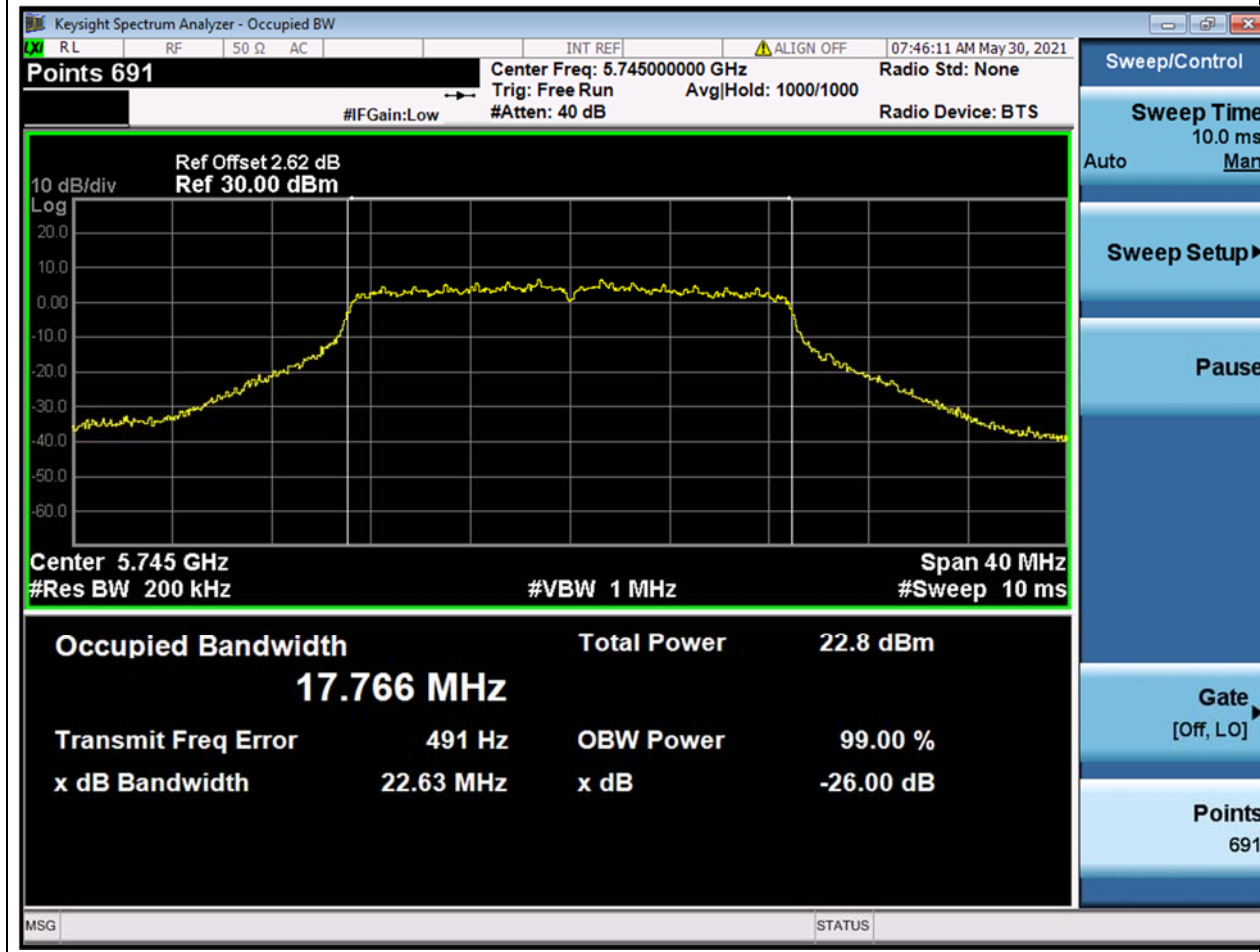 Keysight Spectrum Analyzer - Occupied BW
LXI RL RF 50 Ω AC INT REF ALIGN OFF 07:46:11 AM May 30, 2021
Points 691
Center Freq: 5.745000000 GHz Radio Std: None
Trig: Free Run Avg|Hold: 1000/1000
#IFGain:Low #Atten: 40 dB Radio Device: BTS
Ref Offset 2.62 dB
10 dB/div Ref 30.00 dBm
Log
20.0
10.0
0.00
-10.0
-20.0
-30.0
-40.0
-50.0
-60.0
Center 5.745 GHz Span 40 MHz
#Res BW 200 kHz #VBW 1 MHz #Sweep 10 ms
Occupied Bandwidth Total Power 22.8 dBm
17.766 MHz
Transmit Freq Error 491 Hz OBW Power 99.00 %
x dB Bandwidth 22.63 MHz x dB -26.00 dB
MSG STATUS
Sweep/Control
Sweep Time
10.0 ms
Auto Man
Sweep Setup
Pause
Gate
[Off, LO]
Points
691